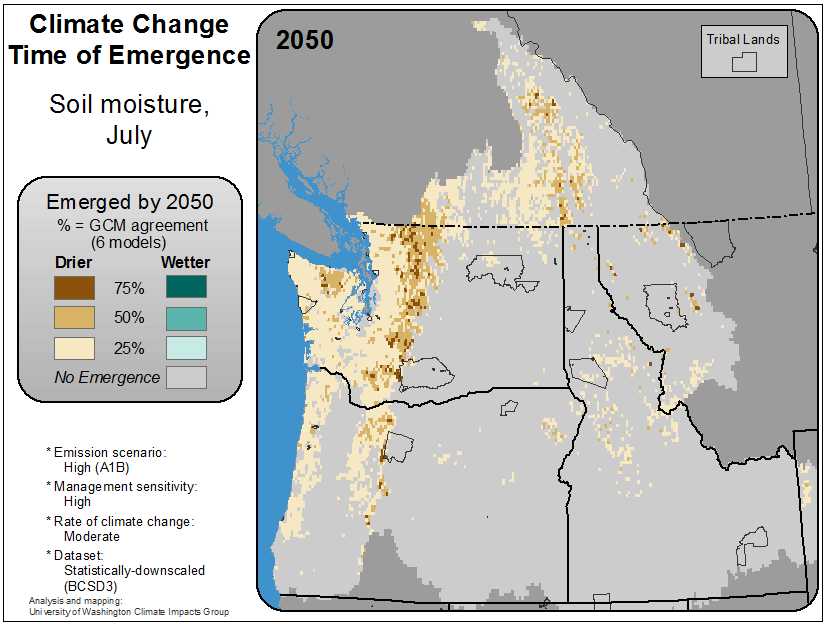 Climate Change
Time of Emergence
Soil moisture,
July
Emerged by 2050
% = GCM agreement
(6 models)
Drier Wetter
75%
50%
25%
No Emergence
* Emission scenario:
High (A1B)
* Management sensitivity:
High
* Rate of climate change:
Moderate
* Dataset:
Statistically-downscaled
(BCSD3)
Analysis and mapping:
University of Washington Climate Impacts Group
2050
Tribal Lands